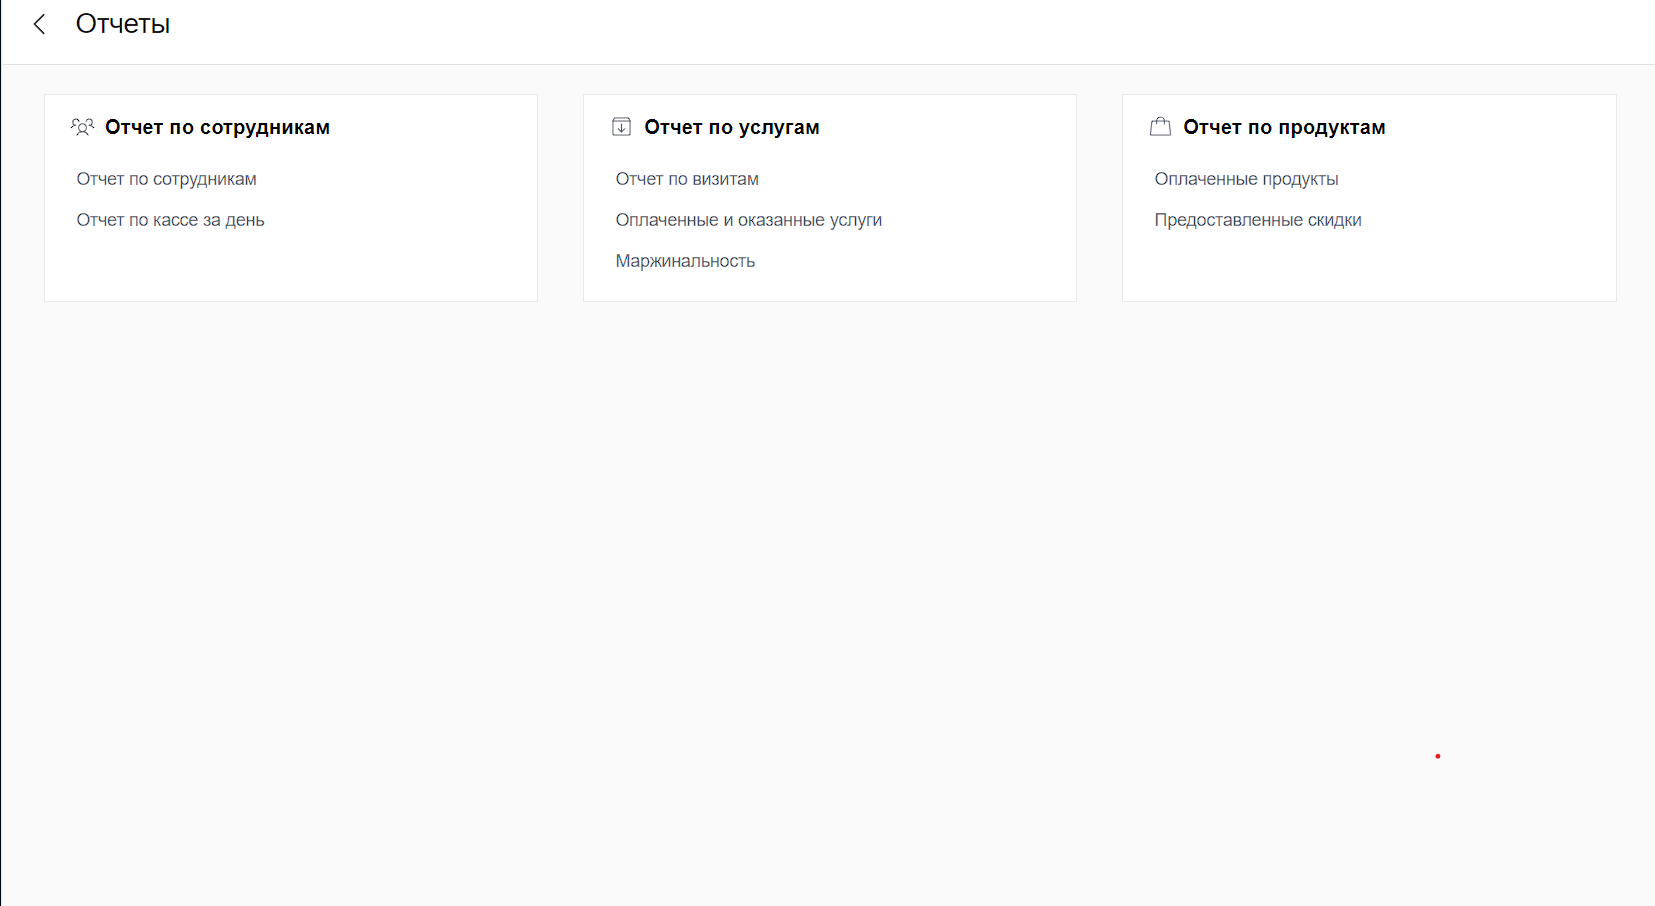 Отчеты
Отчет по сотрудникам
Отчет по сотрудникам
Отчет по кассе за день
Отчет по услугам
Отчет по визитам
Оплаченные и оказанные услуги
Маржинальность
Отчет по продуктам
Оплаченные продукты
Предоставленные скидки